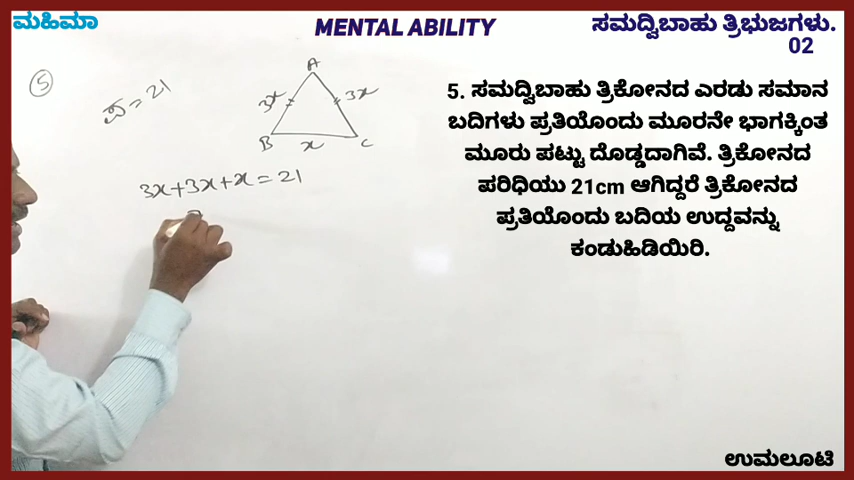 ಮಹಿಮಾ
MENTAL ABILITY
ಸಮದ್ವಿಬಾಹು ತ್ರಿಭುಜಗಳು.
02
5
ಪ = 21
A
3x
3x
B
x
C
3x+3x+x=21
5. ಸಮದ್ವಿಬಾಹು ತ್ರಿಕೋನದ ಎರಡು ಸಮಾನ
ಬದಿಗಳು ಪ್ರತಿಯೊಂದು ಮೂರನೇ ಭಾಗಕ್ಕಿಂತ
ಮೂರು ಪಟ್ಟು ದೊಡ್ಡದಾಗಿವೆ. ತ್ರಿಕೋನದ
ಪರಿಧಿಯು 21cm ಆಗಿದ್ದರೆ ತ್ರಿಕೋನದ
ಪ್ರತಿಯೊಂದು ಬದಿಯ ಉದ್ದವನ್ನು
ಕಂಡುಹಿಡಿಯಿರಿ.
ಉಮಲೂಟಿ